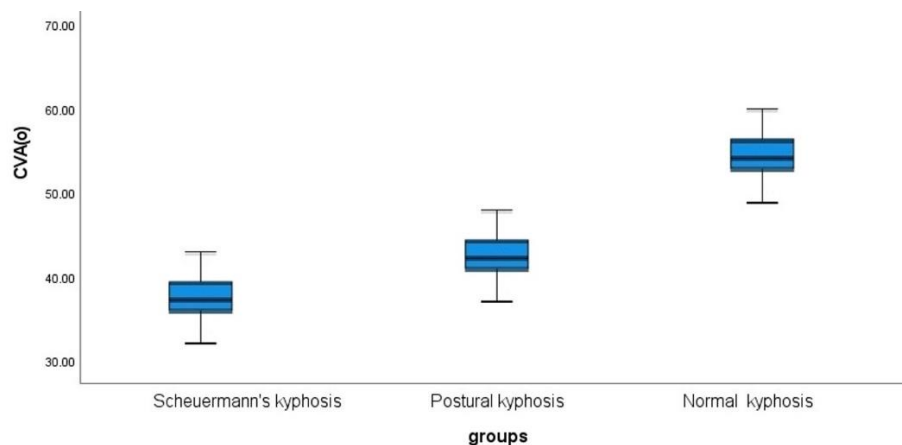 70.00
60.00
50.00
40.00
30.00
CVA(o)
Scheuermann's kyphosis Postural kyphosis Normal kyphosis
groups